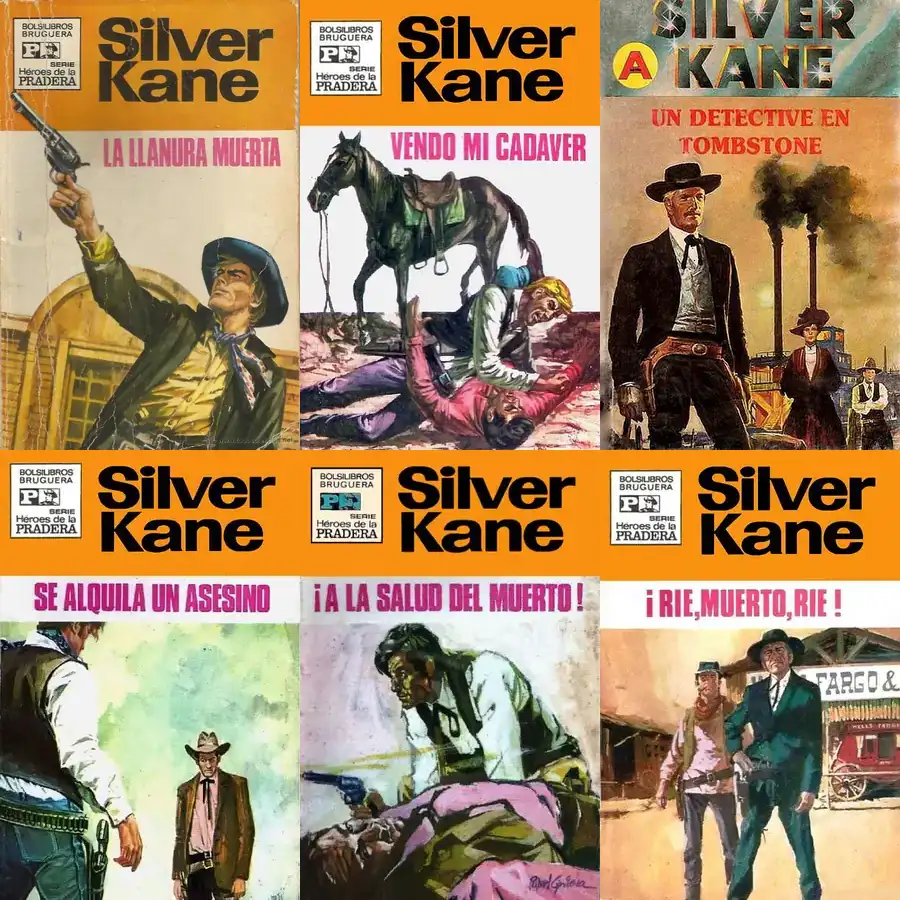 BOLSILIBROS
BRUGUERA
SERIE
Héroes de la
PRADERA
Silver
Kane
LA LLANURA MUERTA
BOLSILIBROS
BRUGUERA
SERIE
Héroes de la
PRADERA
Silver
Kane
VENDO MI CADAVER
SILVER
KANE
A
UN DETECTIVE EN
TOMBSTONE
BOLSILIBROS
BRUGUERA
SERIE
Héroes de la
PRADERA
Silver
Kane
SE ALQUILA UN ASESINO
BOLSILIBROS
BRUGUERA
SERIE
Héroes de la
PRADERA
Silver
Kane
¡A LA SALUD DEL MUERTO!
BOLSILIBROS
BRUGUERA
SERIE
Héroes de la
PRADERA
Silver
Kane
¡RIE, MUERTO, RIE!
FARGO &